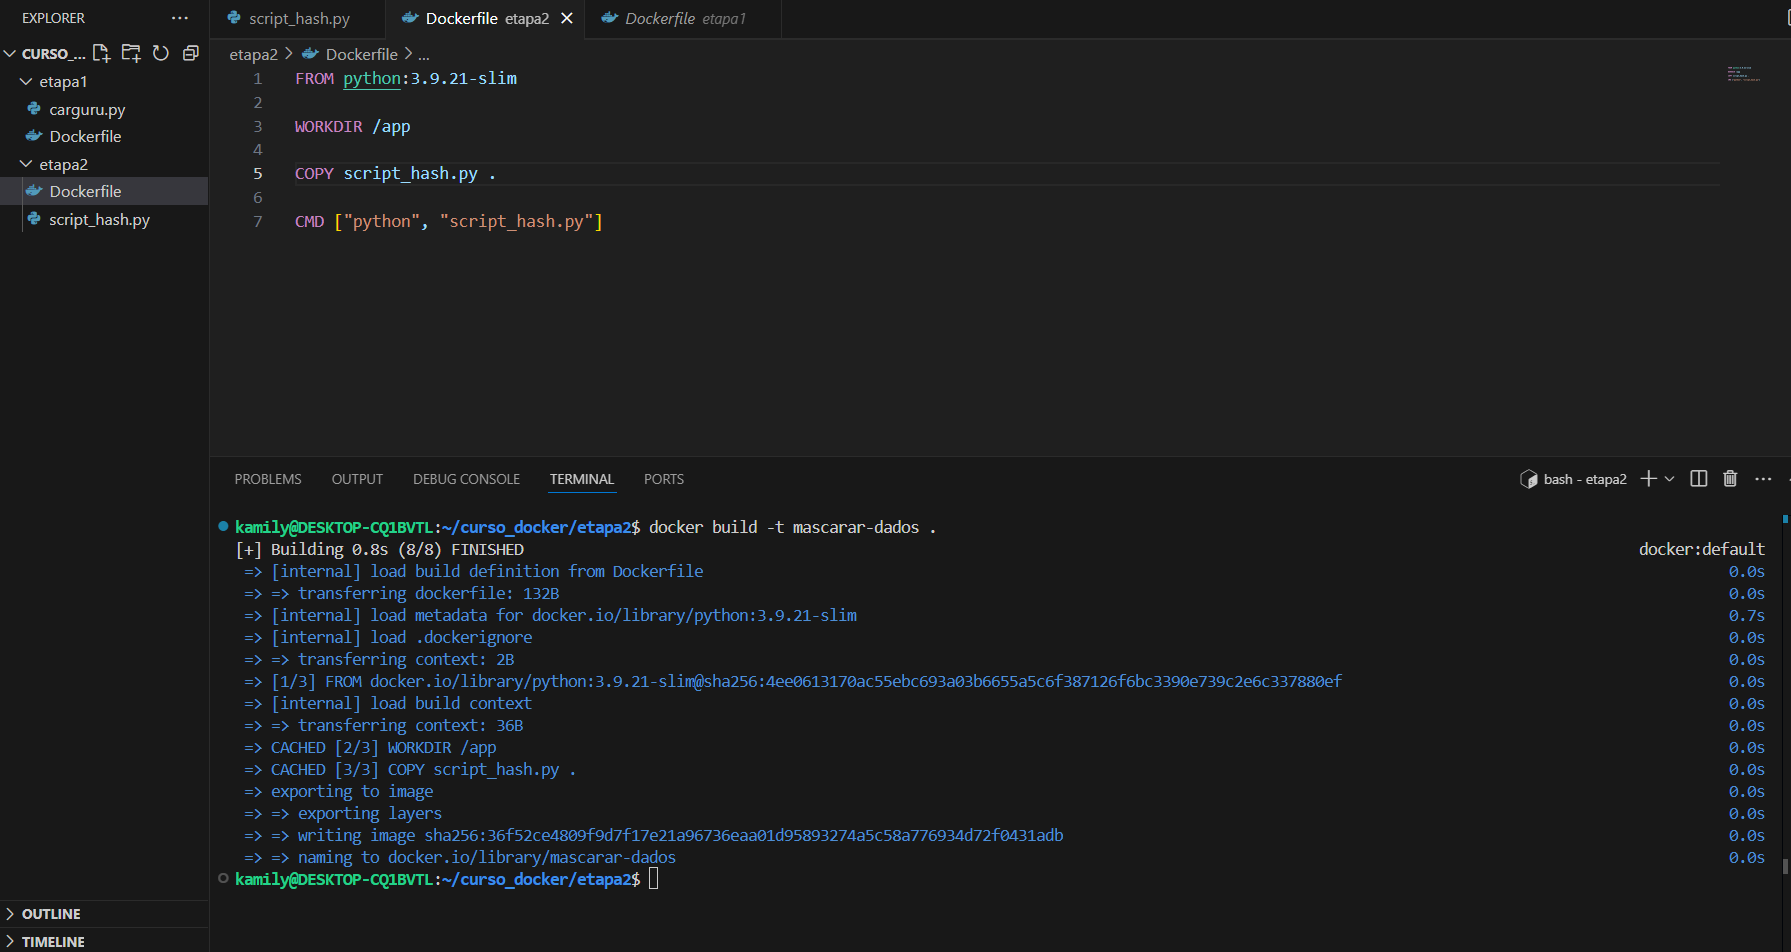 EXPLORER
CURSO_...
etapa1
carguru.py
Dockerfile
etapa2
Dockerfile
script_hash.py
OUTLINE
TIMELINE
script_hash.py
Dockerfile etapa2
Dockerfile etapa1
etapa2 > Dockerfile > ...
1 FROM python:3.9.21-slim
2
3 WORKDIR /app
4
5 COPY script_hash.py .
6
7 CMD ["python", "script_hash.py"]
PROBLEMS OUTPUT DEBUG CONSOLE TERMINAL PORTS
bash - etapa2
kamily@DESKTOP-CQ1BVTL:~/curso_docker/etapa2$ docker build -t mascarar-dados .
[+] Building 0.8s (8/8) FINISHED docker:default
=> [internal] load build definition from Dockerfile 0.0s
=> => transferring dockerfile: 132B 0.0s
=> [internal] load metadata for docker.io/library/python:3.9.21-slim 0.7s
=> [internal] load .dockerignore 0.0s
=> => transferring context: 2B 0.0s
=> [1/3] FROM docker.io/library/python:3.9.21-slim@sha256:4ee0613170ac55ebc693a03b6655a5c6f387126f6bc3390e739c2e6c337880ef 0.0s
=> [internal] load build context 0.0s
=> => transferring context: 36B 0.0s
=> CACHED [2/3] WORKDIR /app 0.0s
=> CACHED [3/3] COPY script_hash.py . 0.0s
=> exporting to image 0.0s
=> => exporting layers 0.0s
=> => writing image sha256:36f52ce4809f9d7f17e21a96736eaa01d95893274a5c58a776934d72f0431adb 0.0s
=> => naming to docker.io/library/mascarar-dados 0.0s
kamily@DESKTOP-CQ1BVTL:~/curso_docker/etapa2$